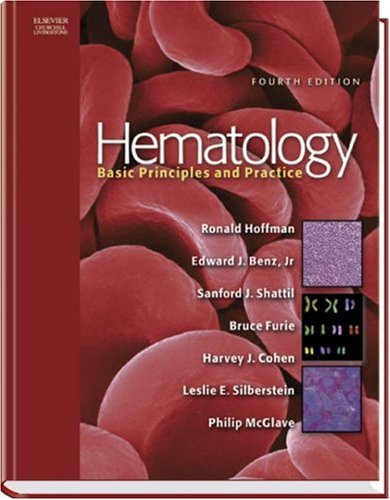 ELSEVIER
CHURCHILL
LIVINGSTONE
FOURTH EDITION
Hematology
Basic Principles and Practice
Ronald Hoffman
Edward J. Benz, Jr
Sanford J. Shattil
Bruce Furie
Harvey J. Cohen
Leslie E. Silberstein
Philip McGlave